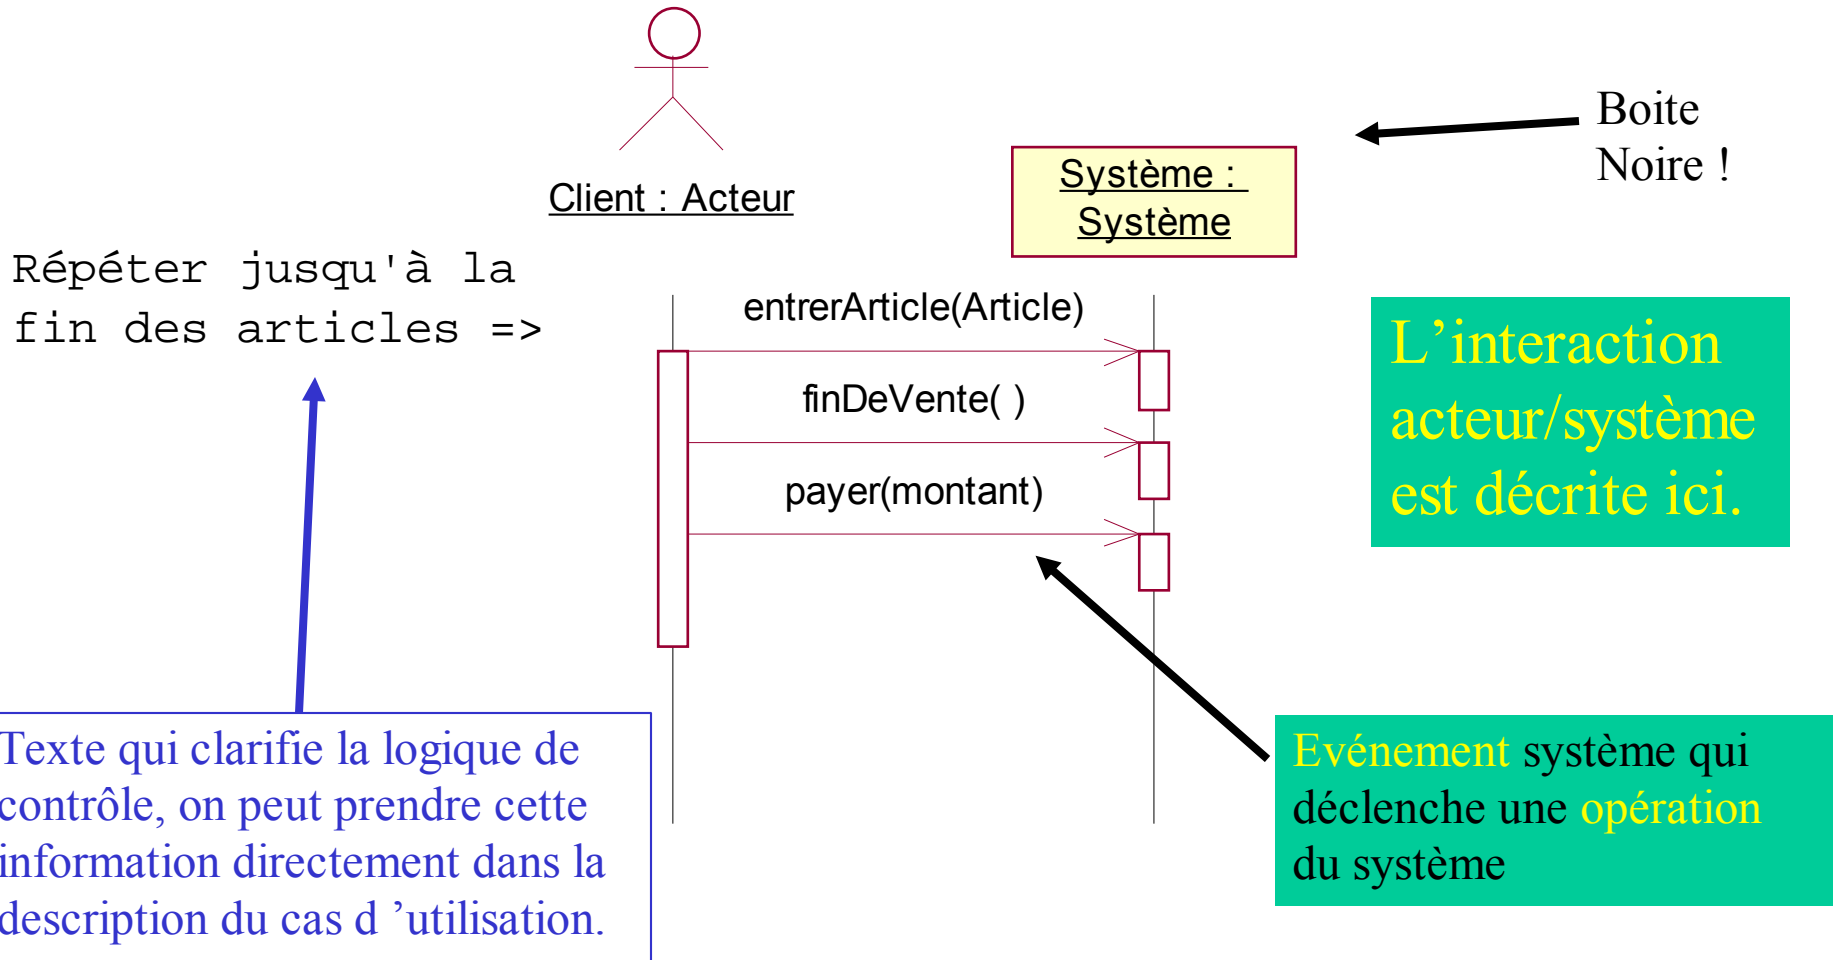 Boite
Noire !
Client : Acteur
Système :
Système
Répéter jusqu'à la
fin des articles =>
entrerArticle(Article)
finDeVente( )
payer(montant)
L’interaction
acteur/système
est décrite ici.
Texte qui clarifie la logique de
contrôle, on peut prendre cette
information directement dans la
description du cas d ’utilisation.
Evénement système qui
déclenche une opération
du système